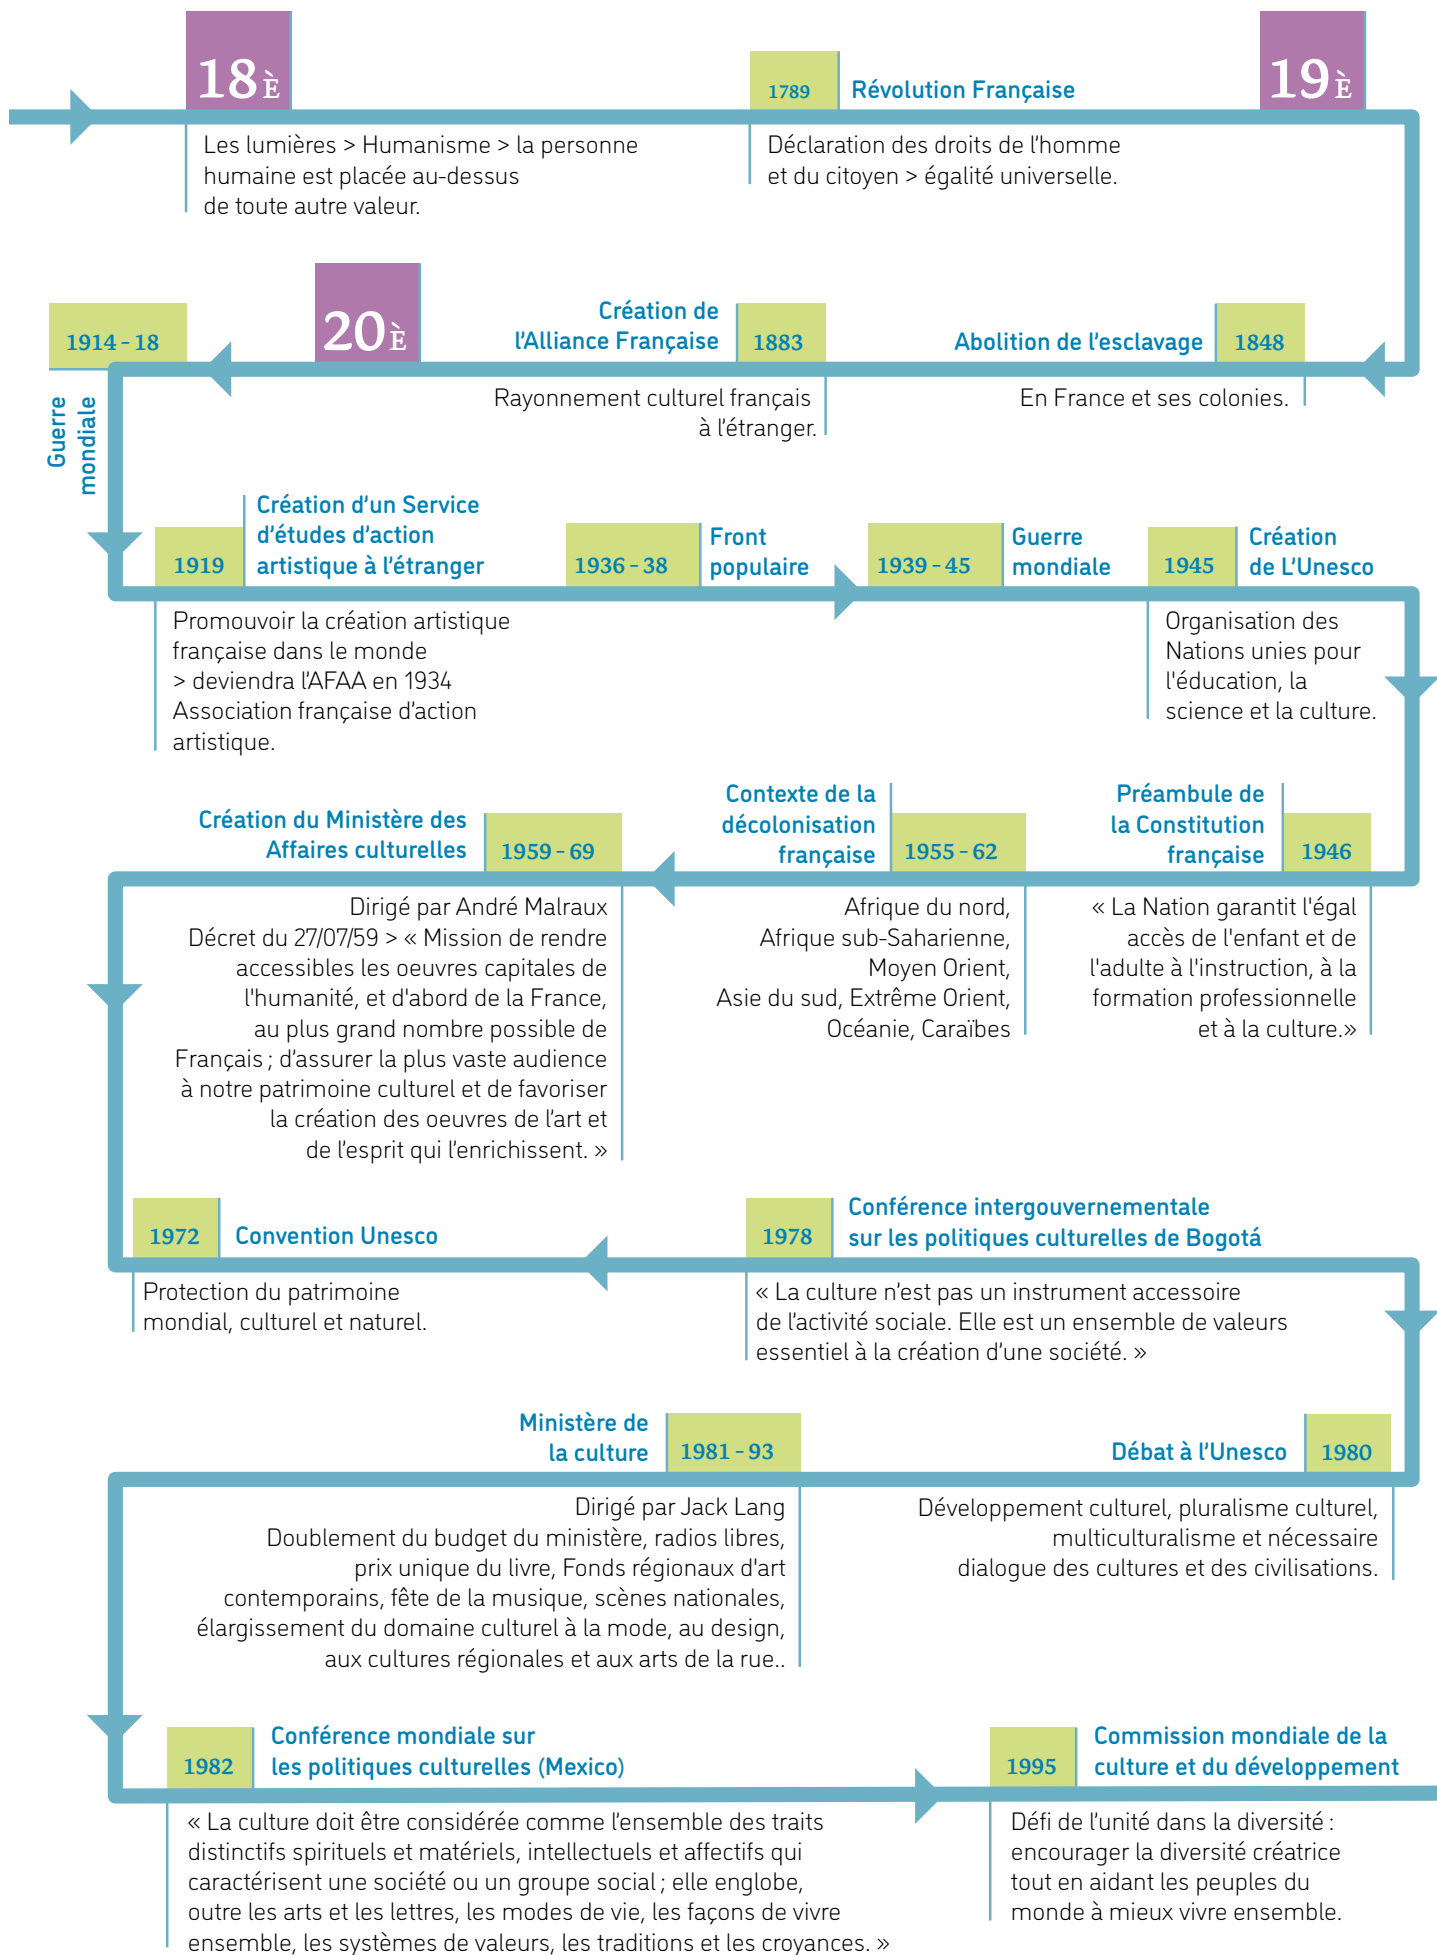 18È
Les lumières > Humanisme > la personne
humaine est placée au-dessus
de toute autre valeur.
1789
Révolution Française
Déclaration des droits de l'homme
et du citoyen > égalité universelle.
19È
Abolition de l'esclavage
1848
En France et ses colonies.
Création de
l'Alliance Française
1883
Rayonnement culturel français
à l'étranger.
20È
1914 - 18
Guerre
mondiale
1919
Création d'un Service
d'études d'action
artistique à l'étranger
Promouvoir la création artistique
française dans le monde
> deviendra l'AFAA en 1934
Association française d'action
artistique.
1936 - 38
Front
populaire
1939 - 45
Guerre
mondiale
1945
Création
de L'Unesco
Organisation des
Nations unies pour
l'éducation, la
science et la culture.
Préambule de
la Constitution
française
1946
« La Nation garantit l'égal
accès de l'enfant et de
l'adulte à l'instruction, à la
formation professionnelle
et à la culture.»
Contexte de la
décolonisation
française
1955 - 62
Afrique du nord,
Afrique sub-Saharienne,
Moyen Orient,
Asie du sud, Extrême Orient,
Océanie, Caraïbes
Création du Ministère des
Affaires culturelles
1959 - 69
Dirigé par André Malraux
Décret du 27/07/59 > « Mission de rendre
accessibles les oeuvres capitales de
l'humanité, et d'abord de la France,
au plus grand nombre possible de
Français ; d'assurer la plus vaste audience
à notre patrimoine culturel et de favoriser
la création des oeuvres de l'art et
de l'esprit qui l'enrichissent. »
1972
Convention Unesco
Protection du patrimoine
mondial, culturel et naturel.
1978
Conférence intergouvernementale
sur les politiques culturelles de Bogotá
« La culture n'est pas un instrument accessoire
de l'activité sociale. Elle est un ensemble de valeurs
essentiel à la création d'une société. »
Débat à l'Unesco
1980
Développement culturel, pluralisme culturel,
multiculturalisme et nécessaire
dialogue des cultures et des civilisations.
Ministère de
la culture
1981 - 93
Dirigé par Jack Lang
Doublement du budget du ministère, radios libres,
prix unique du livre, Fonds régionaux d'art
contemporains, fête de la musique, scènes nationales,
élargissement du domaine culturel à la mode, au design,
aux cultures régionales et aux arts de la rue..
1982
Conférence mondiale sur
les politiques culturelles (Mexico)
« La culture doit être considérée comme l'ensemble des traits
distinctifs spirituels et matériels, intellectuels et affectifs qui
caractérisent une société ou un groupe social ; elle englobe,
outre les arts et les lettres, les modes de vie, les façons de vivre
ensemble, les systèmes de valeurs, les traditions et les croyances. »
1995
Commission mondiale de la
culture et du développement
Défi de l'unité dans la diversité :
encourager la diversité créatrice
tout en aidant les peuples du
monde à mieux vivre ensemble.